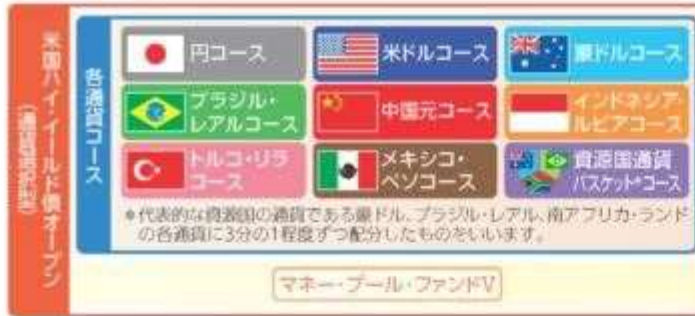 米国ハイ・イールド債オープン
(通貨選択型)
各通貨コース
円コース
米ドルコース
豪ドルコース
ブラジル・
レアルコース
中国元コース
インドネシア・
ルピアコース
トルコ・リラ
コース
メキシコ・
ペソコース
資源国通貨
バスケット*コース
*代表的な資源国の通貨である豪ドル、ブラジル・レアル、南アフリカ・ランド
の各通貨に3分の1程度ずつ配分したものをいいます。
マネー・プール・ファンドV